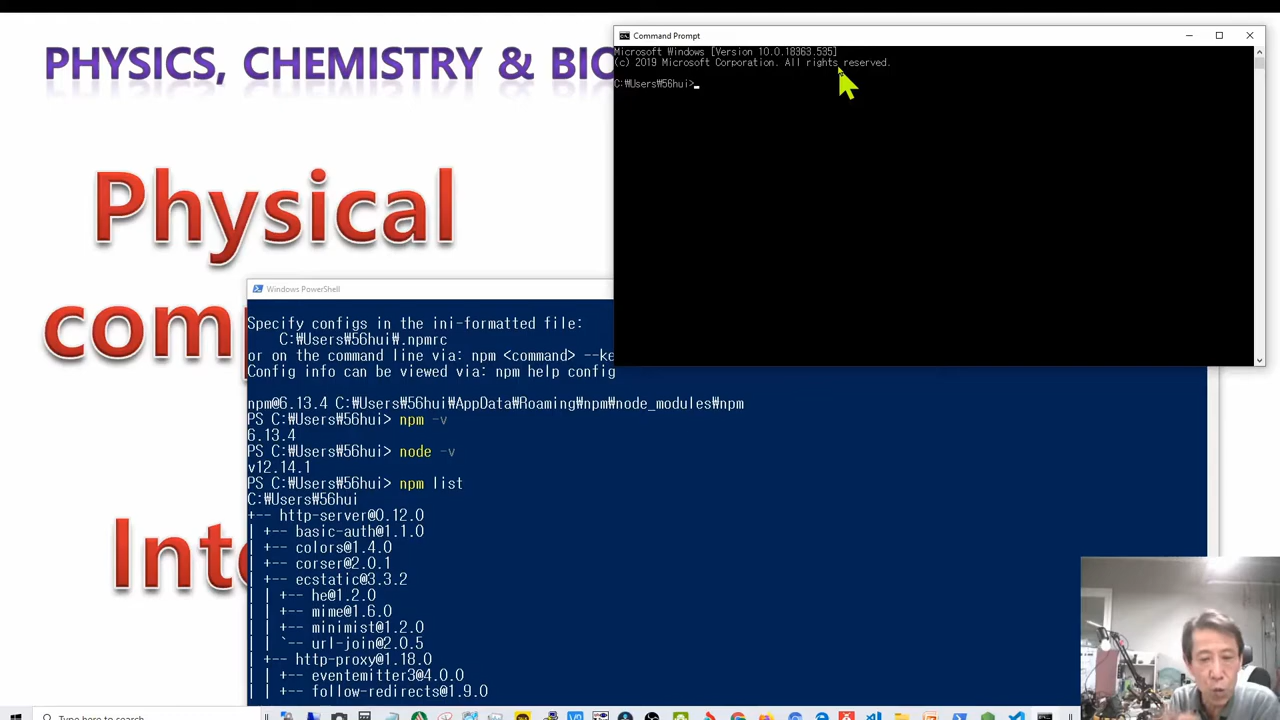 PHYSICS, CHEMISTRY & BIO
Physical
com
Int
Command Prompt
Microsoft Windows [Version 10.0.18363.535]
(c) 2019 Microsoft Corporation. All rights reserved.
C:₩Users₩56hui>
Windows PowerShell
Specify configs in the ini-formatted file:
C:₩Users₩56hui₩.npmrc
or on the command line via: npm <command> --ke
Config info can be viewed via: npm help config
npm@6.13.4 C:₩Users₩56hui₩AppData₩Roaming₩npm₩node_modules₩npm
PS C:₩Users₩56hui> npm -v
6.13.4
PS C:₩Users₩56hui> node -v
v12.14.1
PS C:₩Users₩56hui> npm list
C:₩Users₩56hui
+-- http-server@0.12.0
| +-- basic-auth@1.1.0
| +-- colors@1.4.0
| +-- corser@2.0.1
| +-- ecstatic@3.3.2
| | +-- he@1.2.0
| | +-- mime@1.6.0
| | +-- minimist@1.2.0
| | `-- url-join@2.0.5
| +-- http-proxy@1.18.0
| | +-- eventemitter3@4.0.0
| | +-- follow-redirects@1.9.0
Type here to search